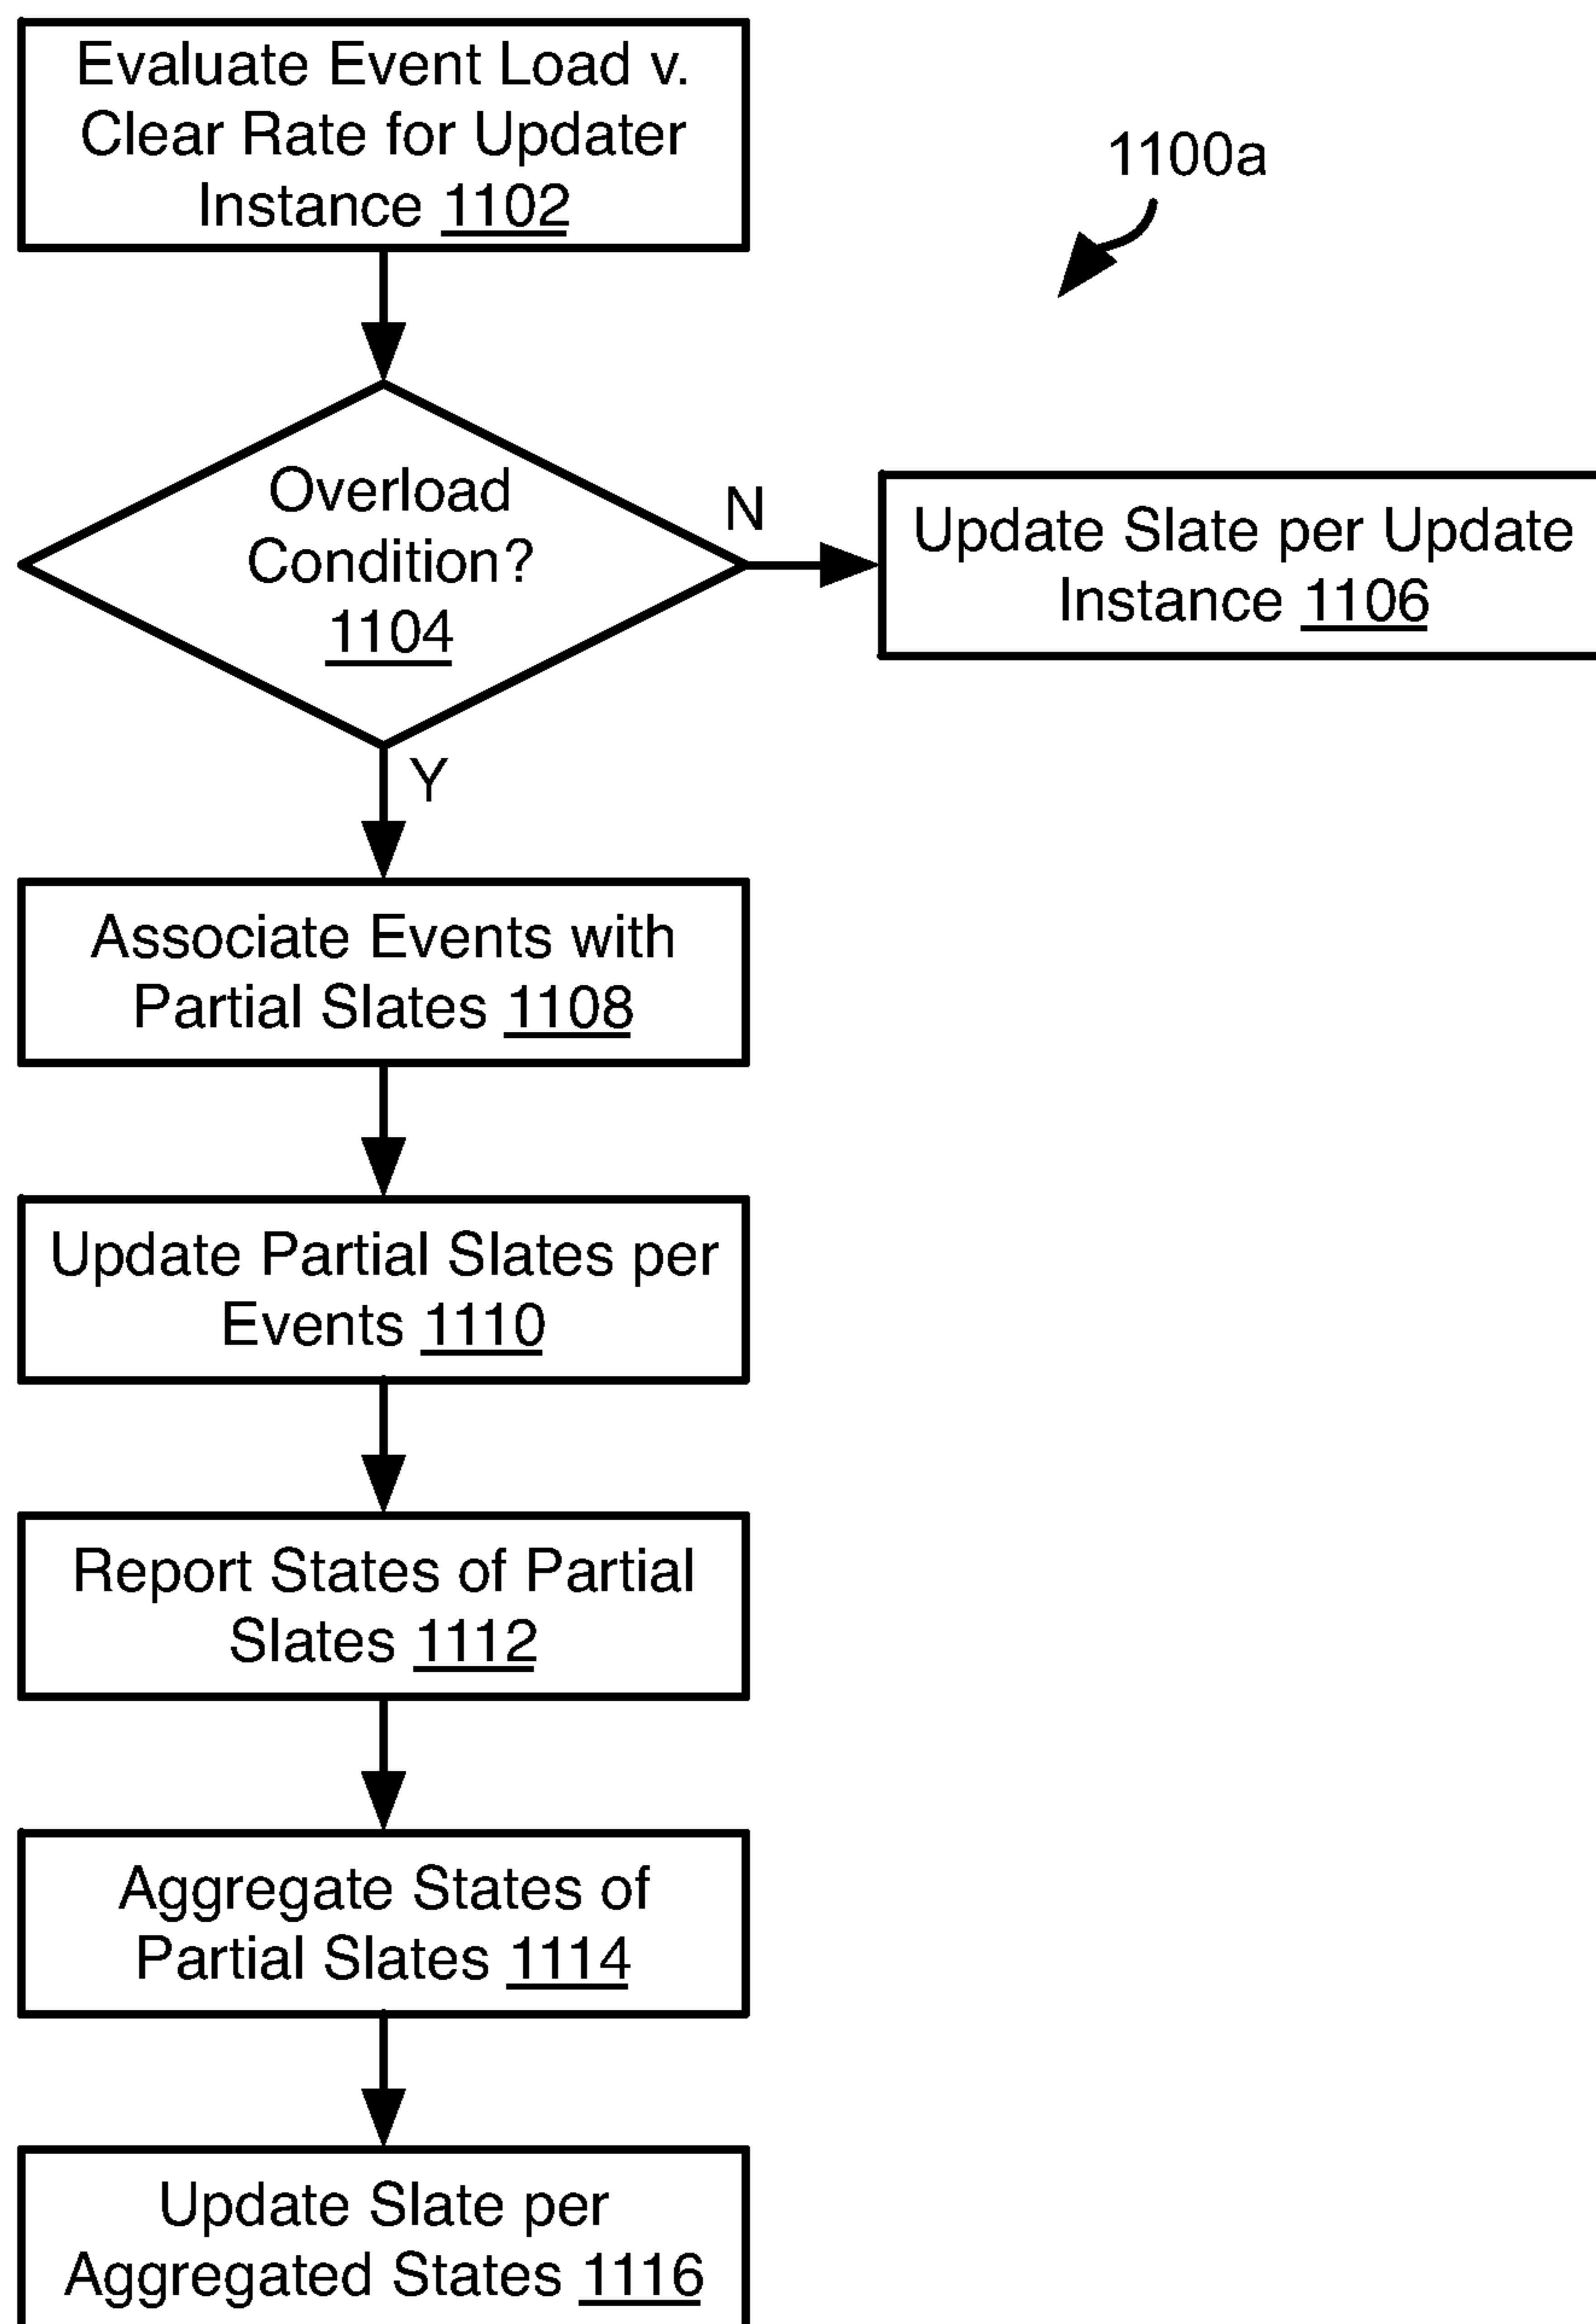 Evaluate Event Load v.
Clear Rate for Updater
Instance 1102
1100a
Overload
Condition?
1104
N
Update Slate per Update
Instance 1106
Y
Associate Events with
Partial Slates 1108
Update Partial Slates per
Events 1110
Report States of Partial
Slates 1112
Aggregate States of
Partial Slates 1114
Update Slate per
Aggregated States 1116